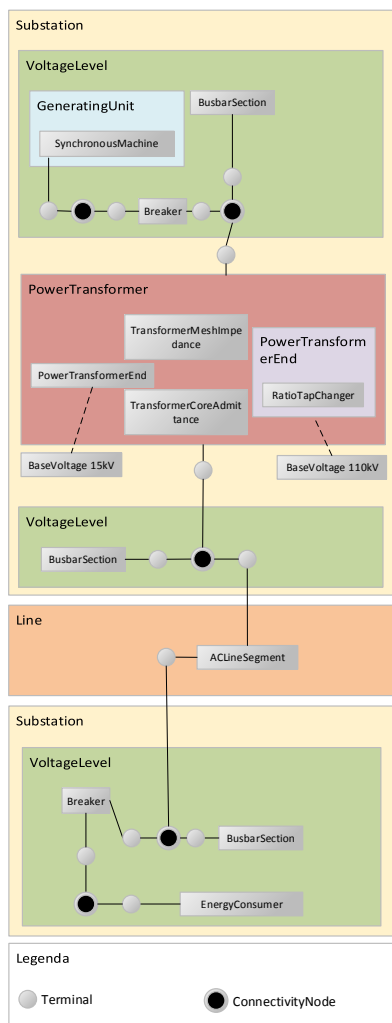 Substation
VoltageLevel
GeneratingUnit
BusbarSection
SynchronousMachine
Breaker
PowerTransformer
TransformerMeshImpe
dance
PowerTransform
erEnd
PowerTransformerEnd
RatioTapChanger
TransformerCoreAdmit
tance
BaseVoltage 15kV
BaseVoltage 110kV
VoltageLevel
BusbarSection
Line
ACLineSegment
Substation
VoltageLevel
Breaker
BusbarSection
EnergyConsumer
Legenda
Terminal
ConnectivityNode